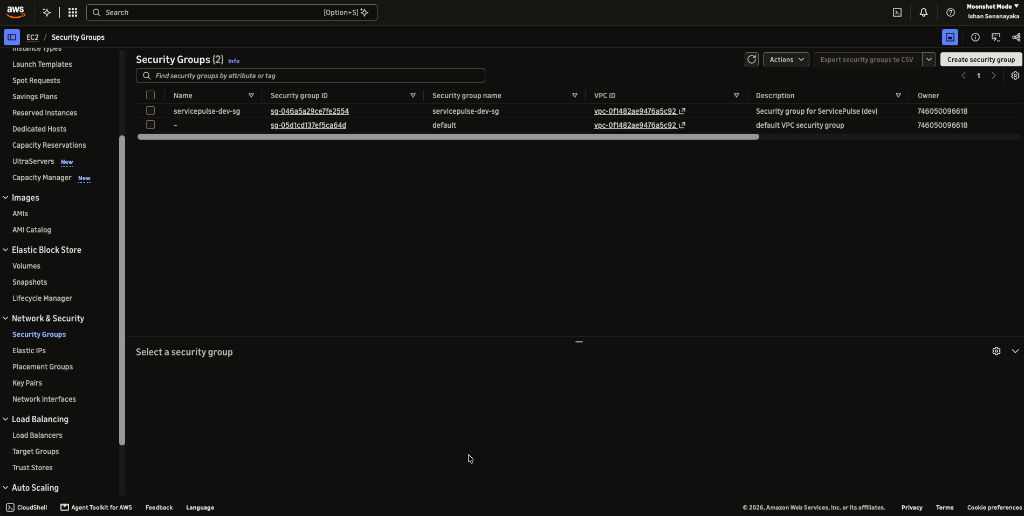 aws
Search
[Option+S]
Moonshot Mode
Ishan Senanayaka
EC2 / Security Groups
Instance Types
Launch Templates
Spot Requests
Savings Plans
Reserved Instances
Dedicated Hosts
Capacity Reservations
UltraServers New
Capacity Manager New
Images
AMIs
AMI Catalog
Elastic Block Store
Volumes
Snapshots
Lifecycle Manager
Network & Security
Security Groups
Elastic IPs
Placement Groups
Key Pairs
Network Interfaces
Load Balancing
Load Balancers
Target Groups
Trust Stores
Auto Scaling
Security Groups (2) Info
Actions
Export security groups to CSV
Create security group
Find security groups by attribute or tag
1
Name Security group ID Security group name VPC ID Description Owner
servicepulse-dev-sg sg-046a5a29ce7fe2554 servicepulse-dev-sg vpc-0f1482ae9476a5c92 Security group for ServicePulse (dev) 746050096618
– sg-05d1cd137ef5ca64d default vpc-0f1482ae9476a5c92 default VPC security group 746050096618
Select a security group
CloudShell Agent Toolkit for AWS Feedback Language
© 2026, Amazon Web Services, Inc. or its affiliates. Privacy Terms Cookie preferences